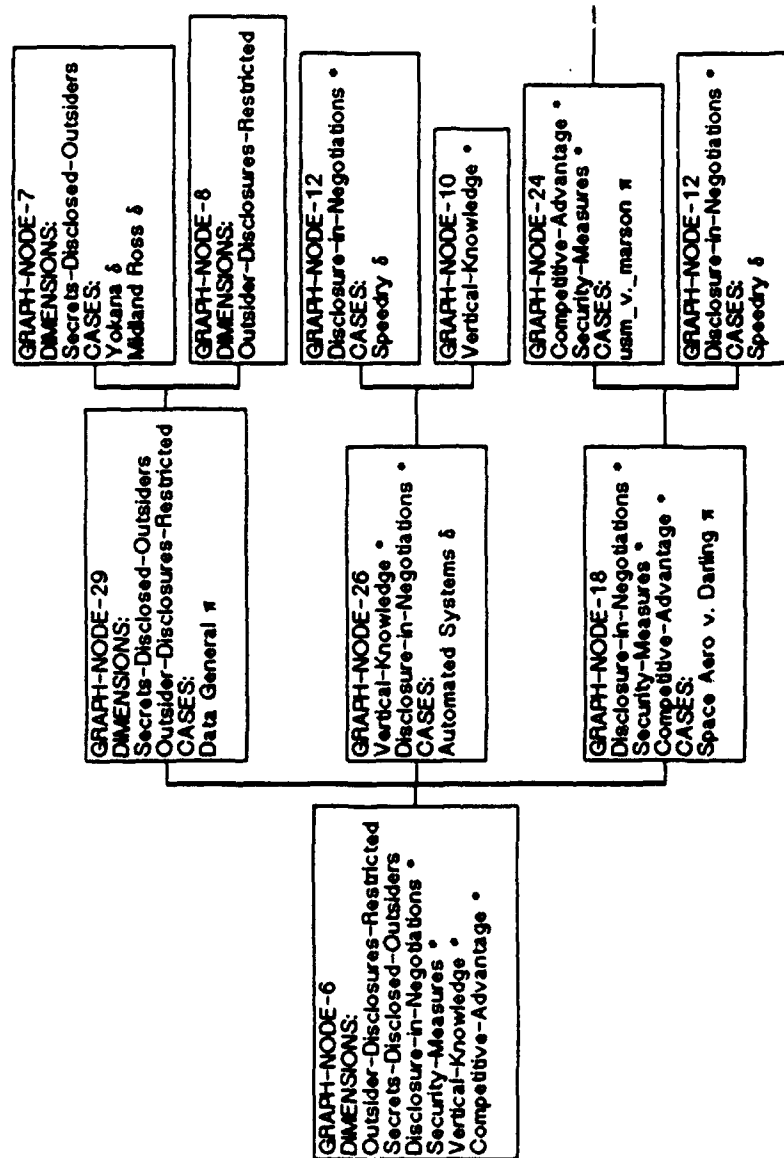 GRAPH-NODE-6
DIMENSIONS:
Outsider-Disclosures-Restricted
Secrets-Disclosed-Outsiders
Disclosure-in-Negotiations *
Security-Measures *
Vertical-Knowledge *
Competitive-Advantage *
GRAPH-NODE-29
DIMENSIONS:
Secrets-Disclosed-Outsiders
Outsider-Disclosures-Restricted
CASES:
Data General π
GRAPH-NODE-26
Vertical-Knowledge *
Disclosure-in-Negotiations *
CASES:
Automated Systems δ
GRAPH-NODE-18
Disclosure-in-Negotiations *
Security-Measures *
Competitive-Advantage *
CASES:
Space Aero v. Darling π
GRAPH-NODE-7
DIMENSIONS:
Secrets-Disclosed-Outsiders
CASES:
Yokana δ
Midland Ross δ
GRAPH-NODE-8
DIMENSIONS:
Outsider-Disclosures-Restricted
GRAPH-NODE-12
Disclosure-in-Negotiations *
CASES:
Speedry δ
GRAPH-NODE-10
Vertical-Knowledge *
GRAPH-NODE-24
Competitive-Advantage *
Security-Measures *
CASES:
usm_v._marson π
GRAPH-NODE-12
Disclosure-in-Negotiations *
CASES:
Speedry δ